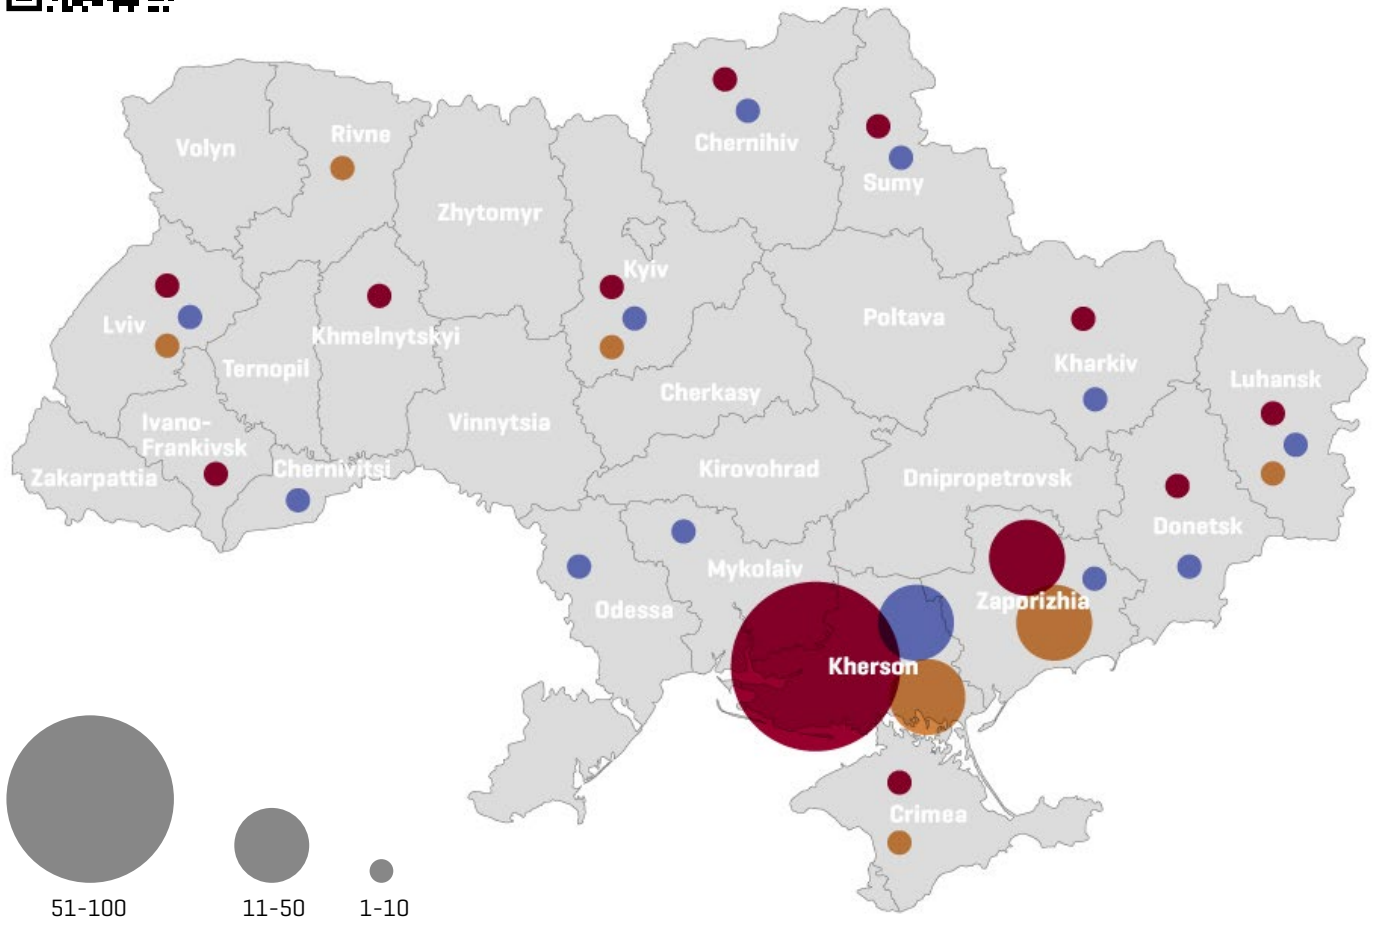 Volyn
Rivne
Chernihiv
Sumy
Zhytomyr
Kyiv
Lviv
Khmelnytskyi
Ternopil
Poltava
Kharkiv
Luhansk
Cherkasy
Vinnytsia
Ivano-
Frankivsk
Zakarpattia
Chernivitsi
Kirovohrad
Dnipropetrovsk
Donetsk
Mykolaiv
Odessa
Zaporizhia
Kherson
Crimea
51-100
11-50
1-10